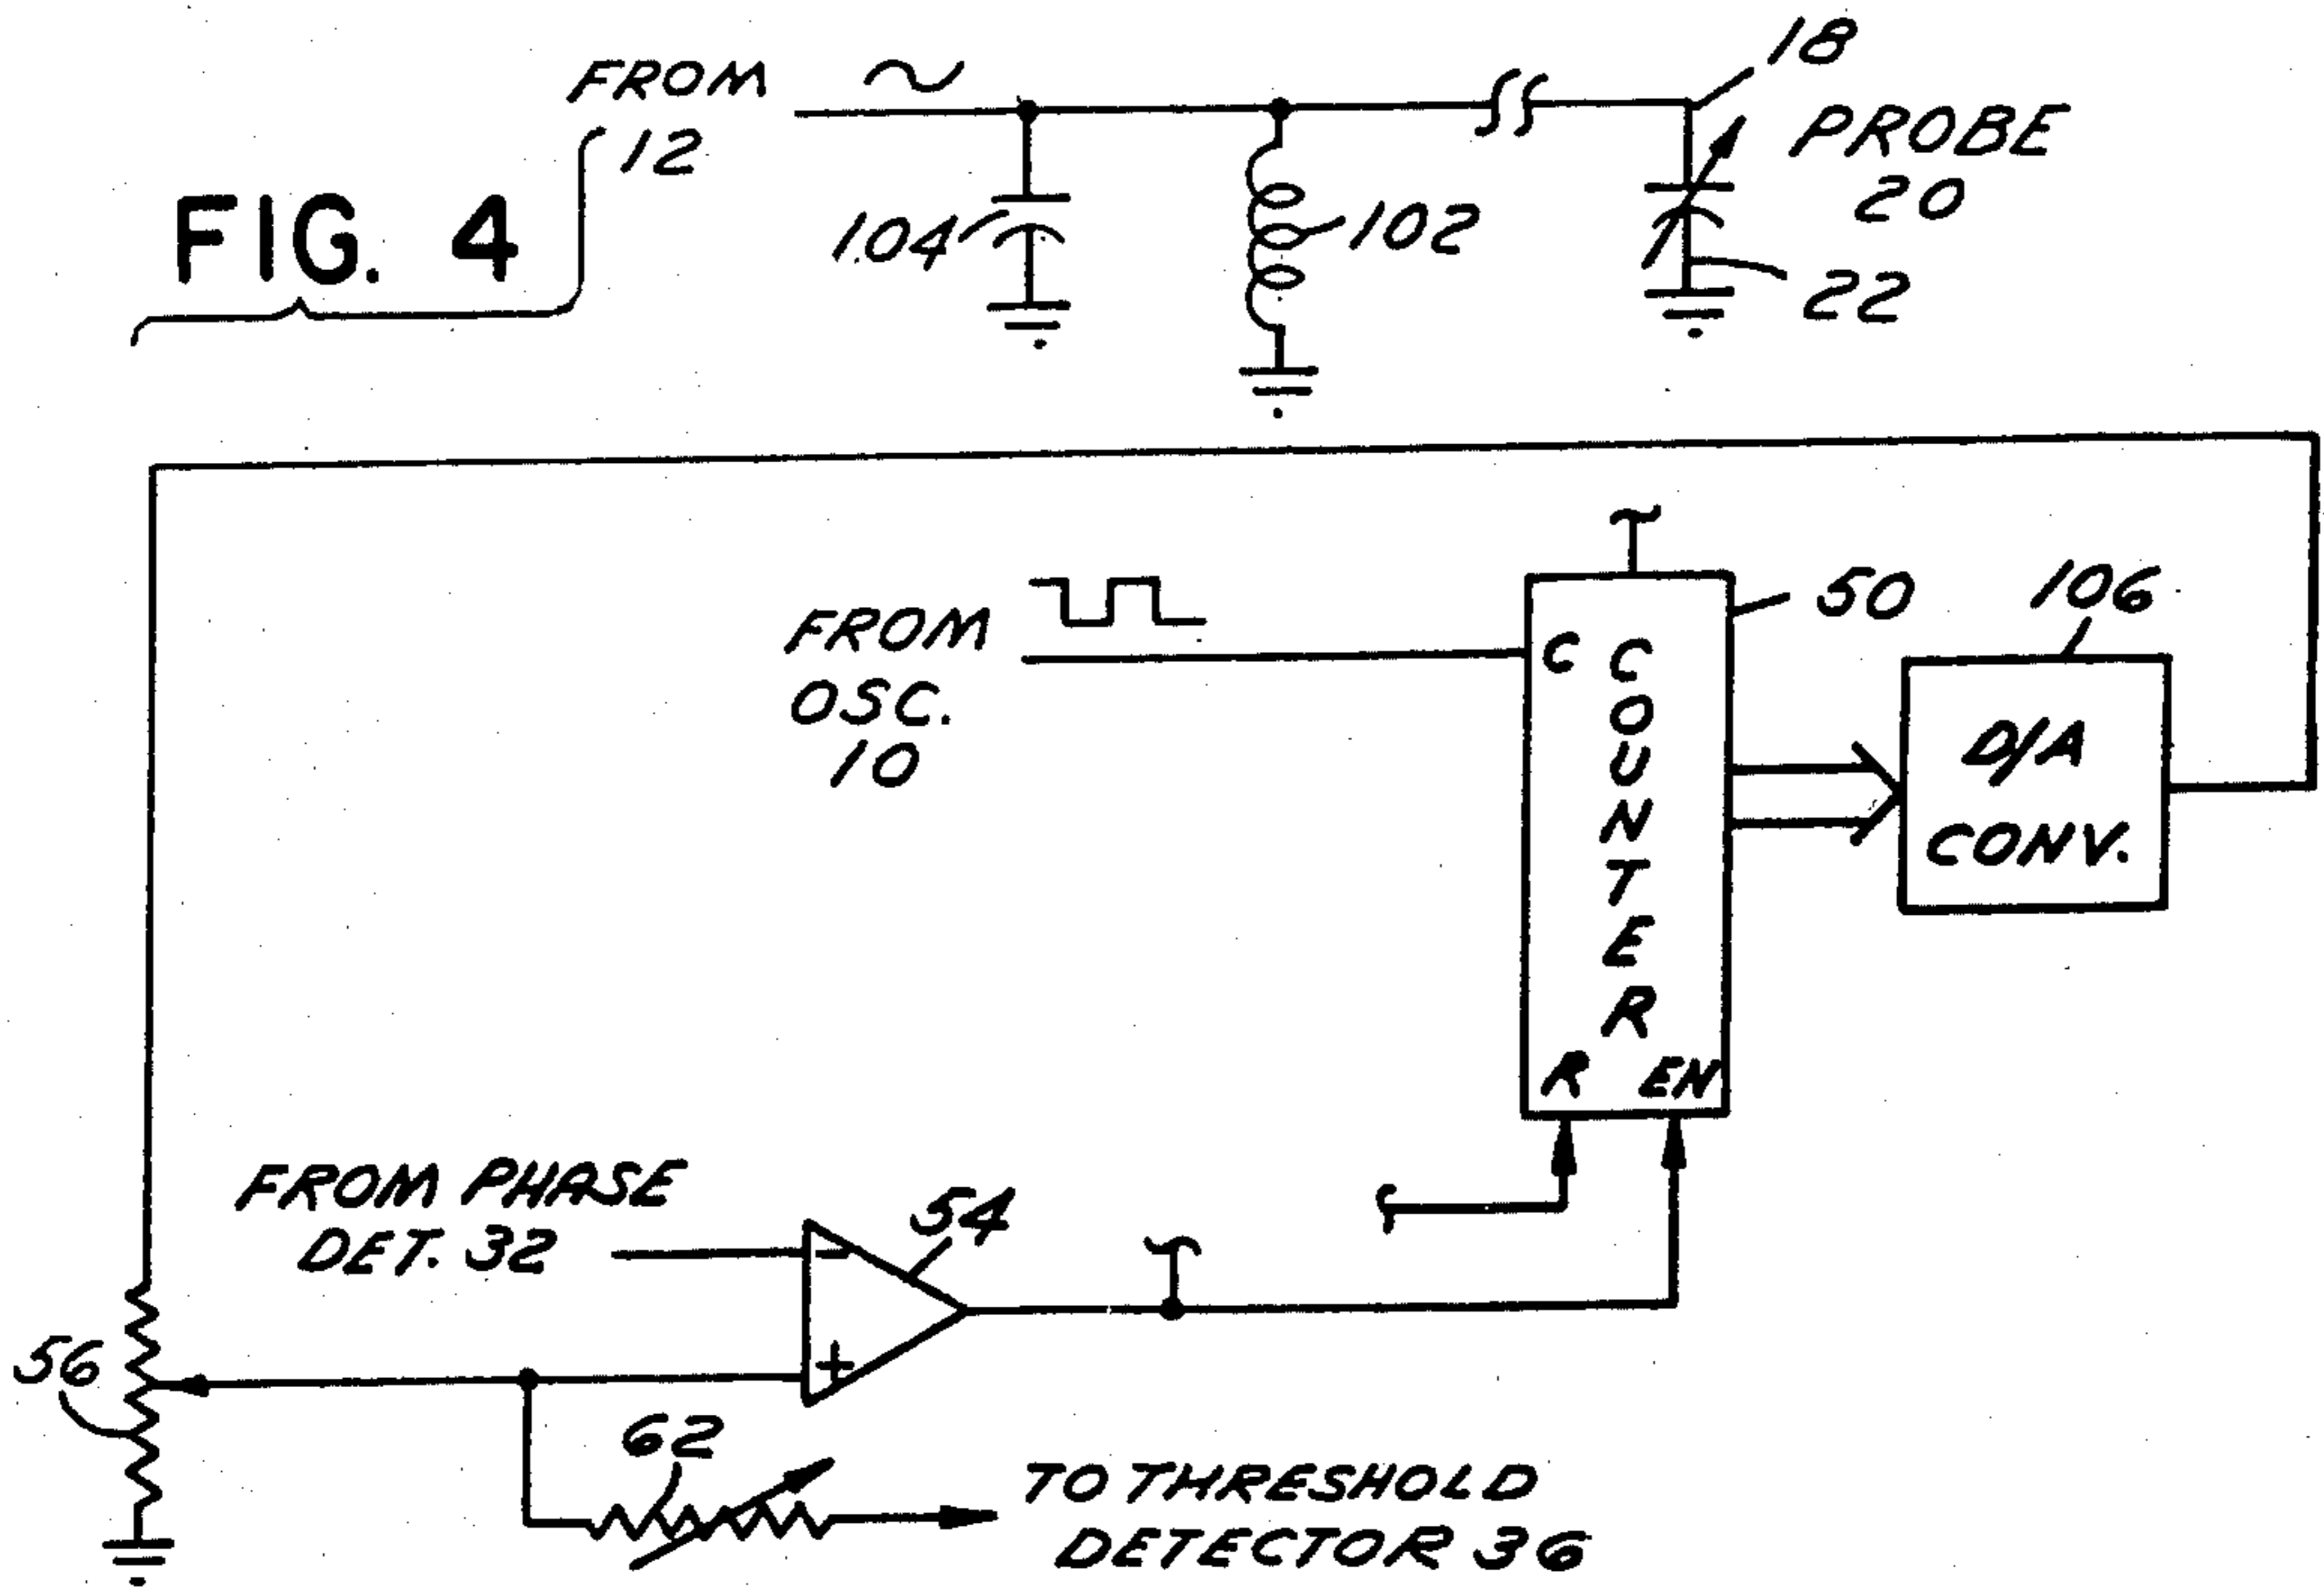 FIG. 4
FROM
12
104
102
18
PROBE
20
22
FROM
OSC.
10
C
COUNTER
R EN
50
106
D/A
CONV.
FROM PHASE
DET. 32
54
-
+
56
62
TO THRESHOLD
DETECTOR 36